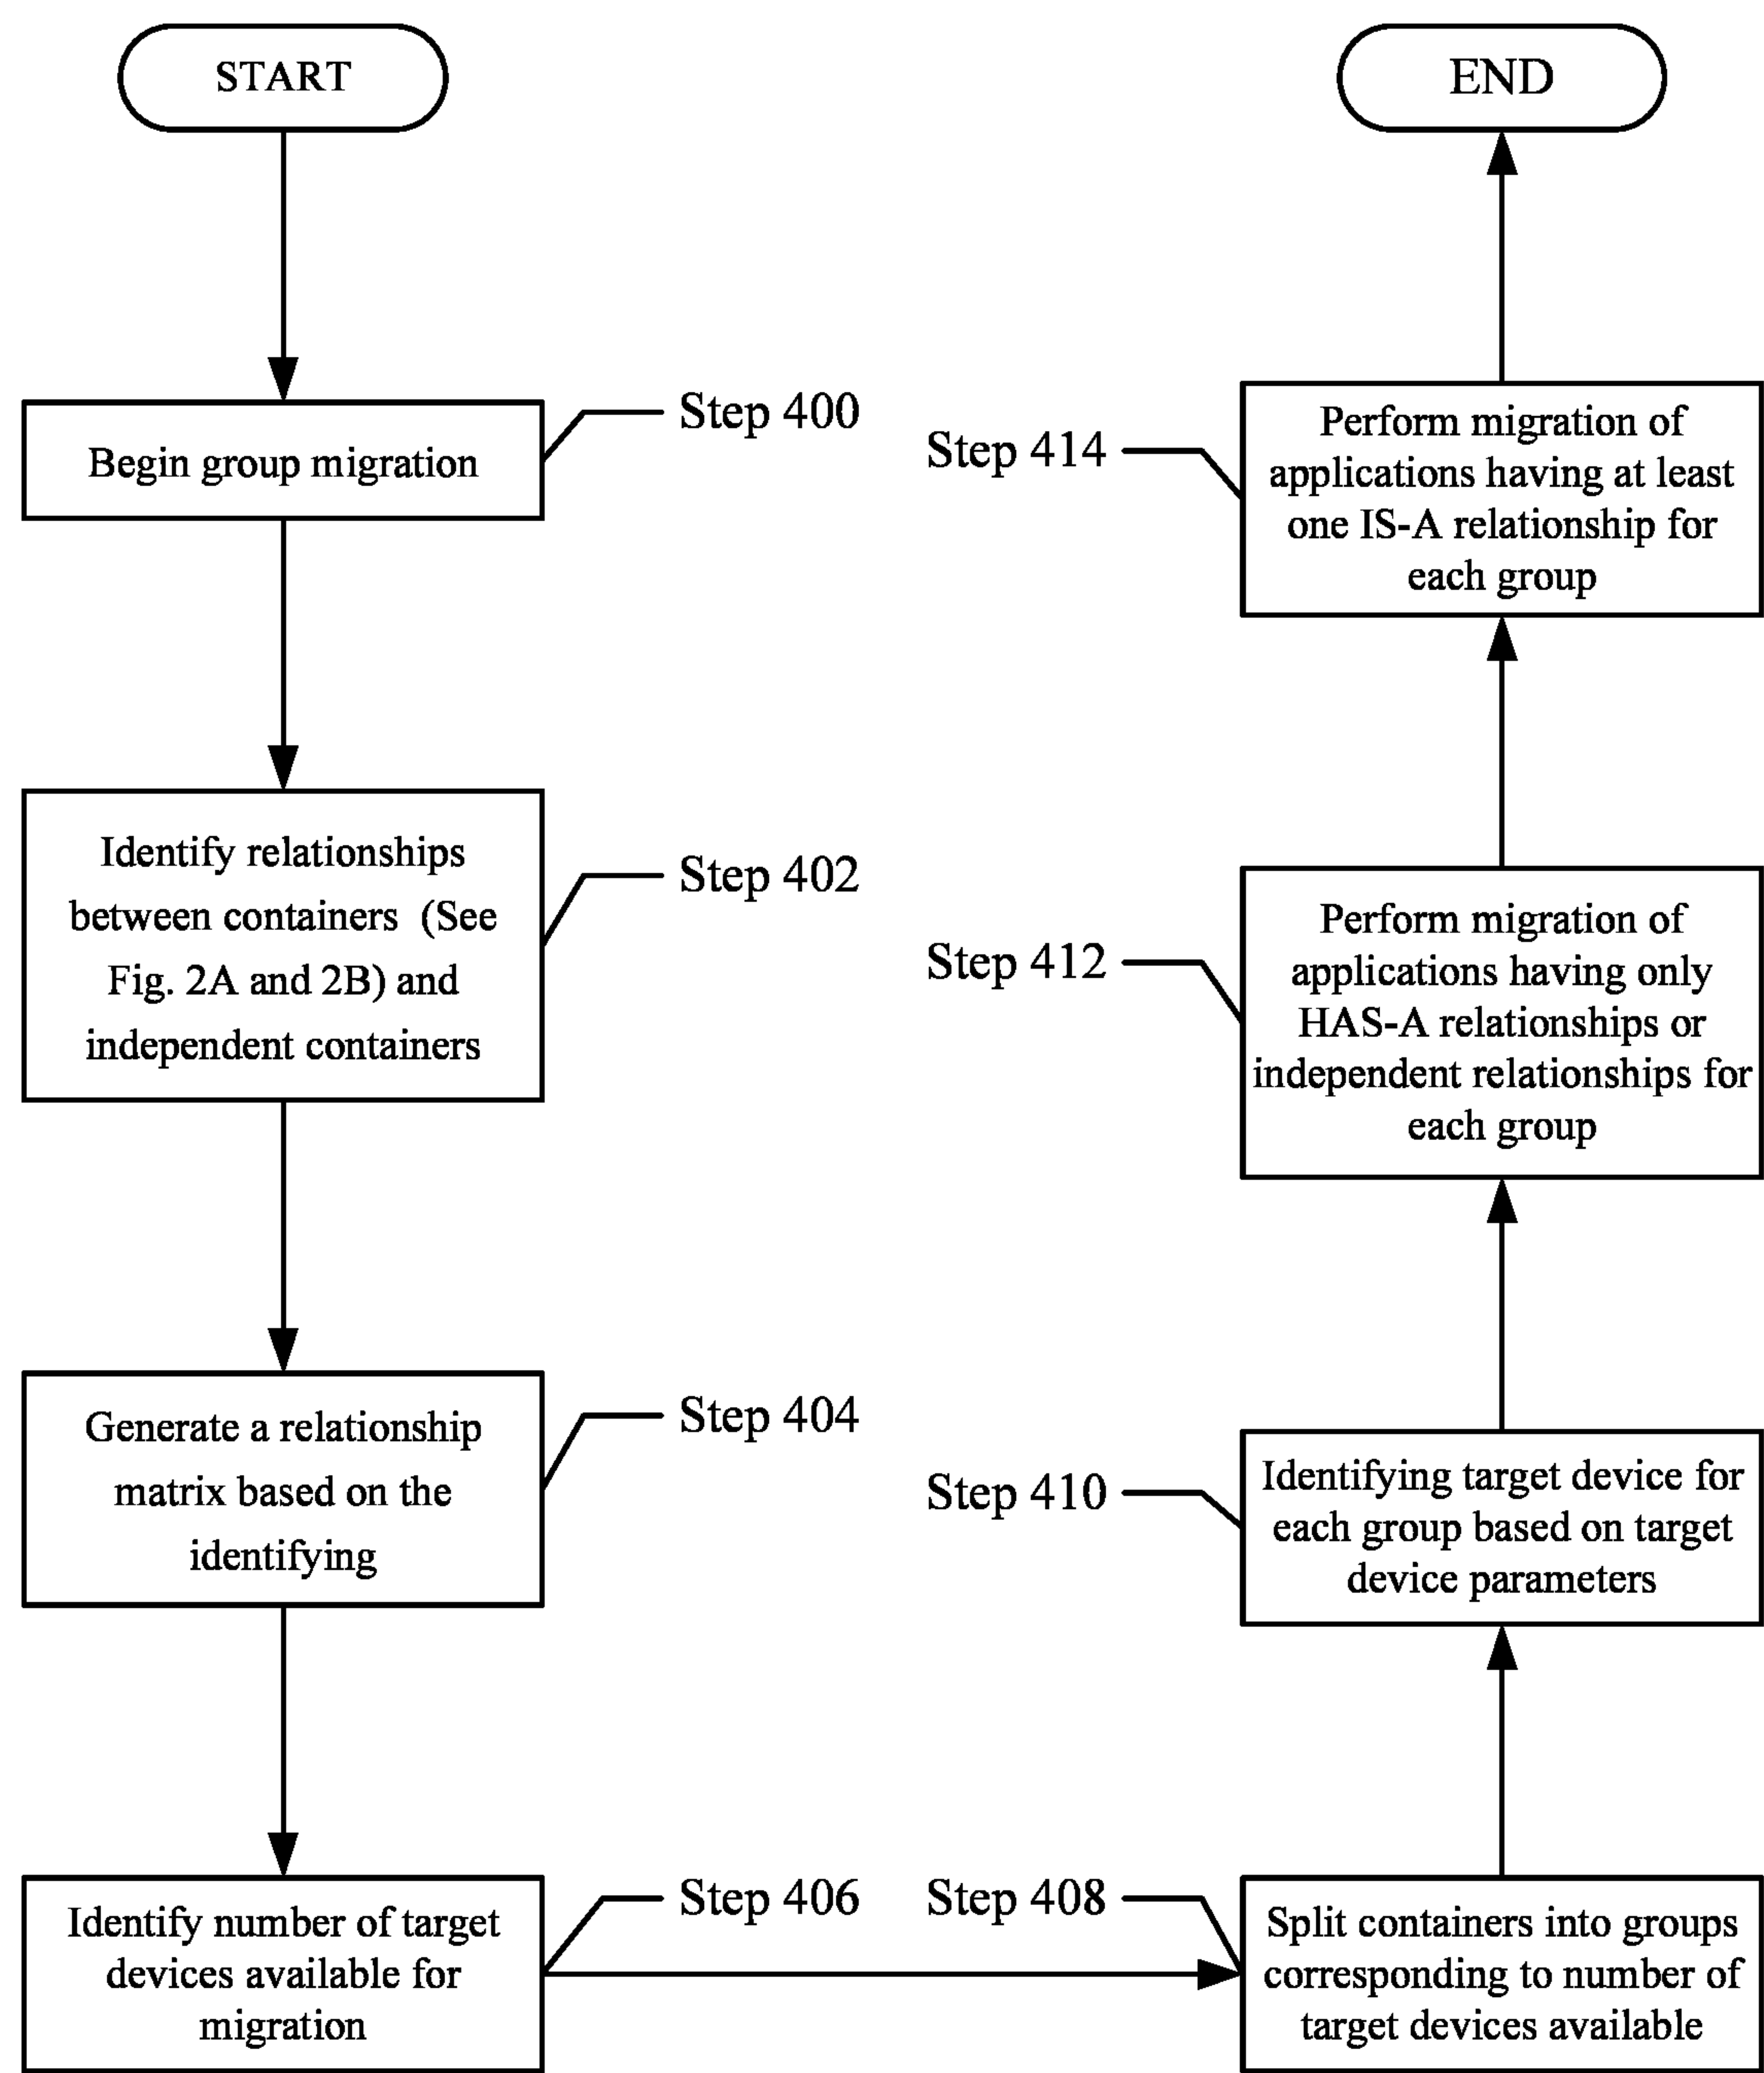 START
Begin group migration
Step 400
Identify relationships
between containers (See
Fig. 2A and 2B) and
independent containers
Step 402
Generate a relationship
matrix based on the
identifying
Step 404
Identify number of target
devices available for
migration
Step 406
Step 408
Split containers into groups
corresponding to number of
target devices available
Step 410
Identifying target device for
each group based on target
device parameters
Step 412
Perform migration of
applications having only
HAS-A relationships or
independent relationships for
each group
Step 414
Perform migration of
applications having at least
one IS-A relationship for
each group
END